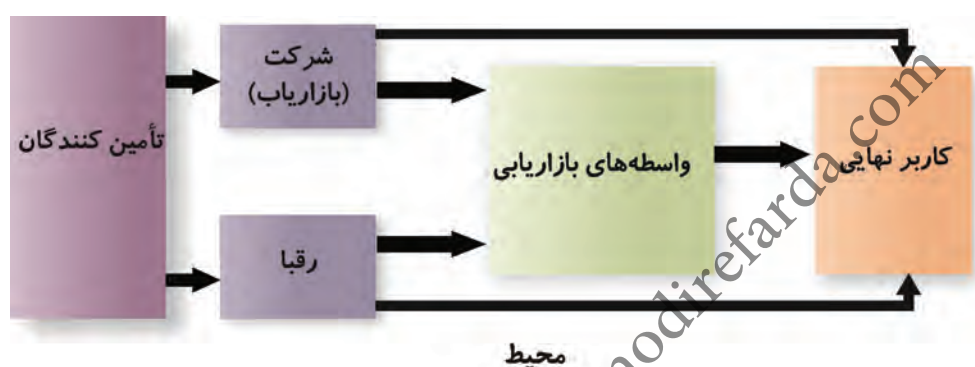 تأمین کنندگان
شرکت
(بازاریاب)
رقبا
واسطه‌های بازاریابی
کاربر نهایی
محیط
modirefarda.com